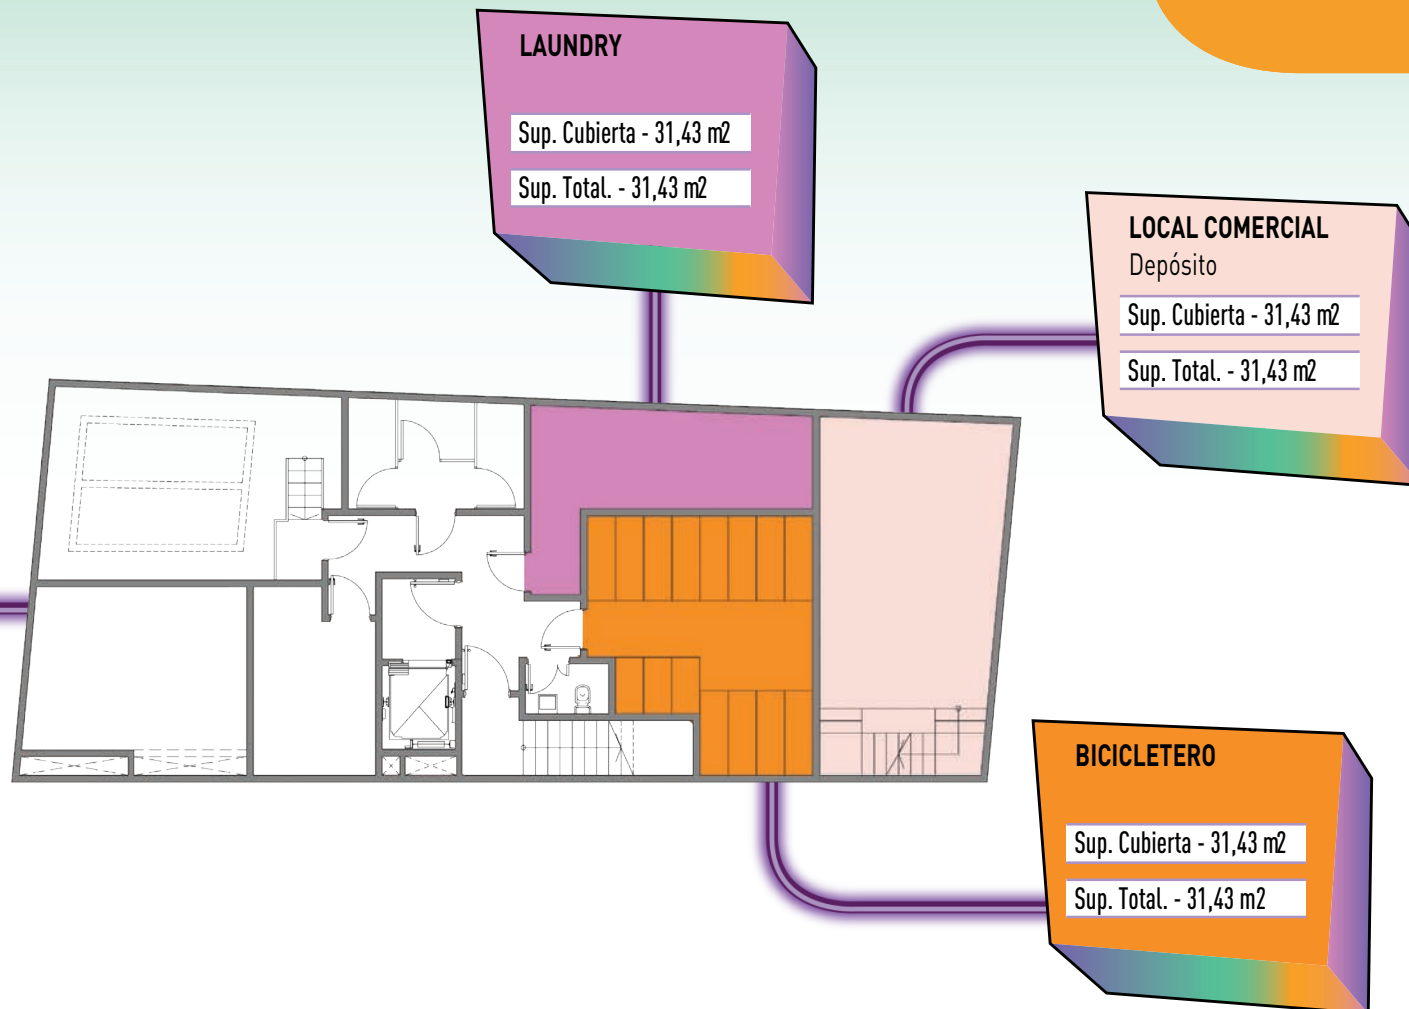 LAUNDRY
Sup. Cubierta - 31,43 m2
Sup. Total. - 31,43 m2
LOCAL COMERCIAL
Depósito
Sup. Cubierta - 31,43 m2
Sup. Total. - 31,43 m2
BICICLETERO
Sup. Cubierta - 31,43 m2
Sup. Total. - 31,43 m2